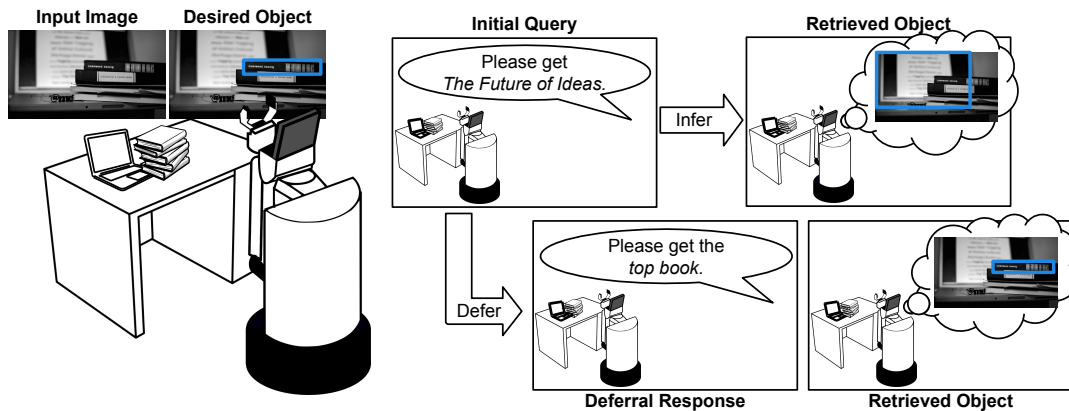 Input Image
Desired Object
Initial Query
Retrieved Object
Please get
The Future of Ideas.
Infer
Please get the
top book.
Defer
Deferral Response
Retrieved Object